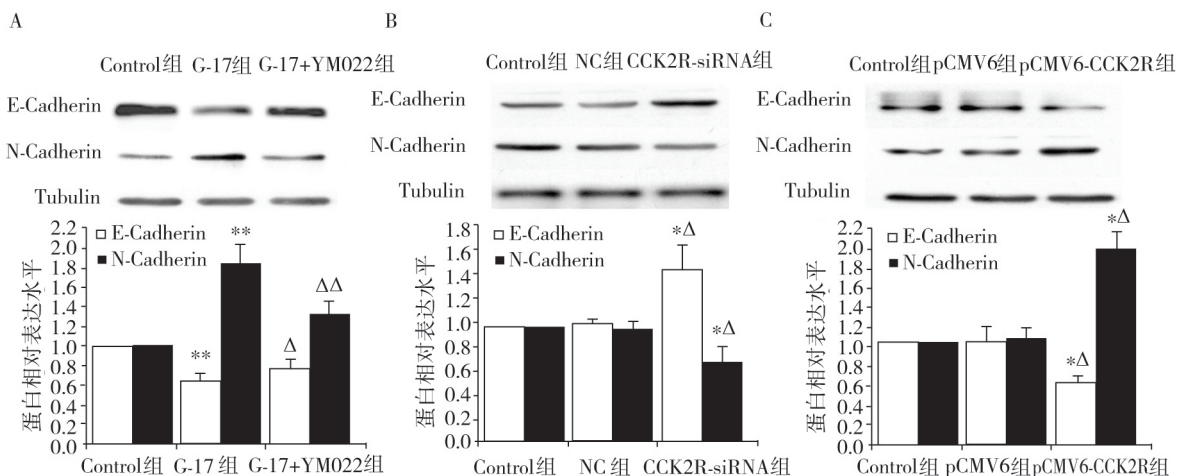 A
Control组 G-17组 G-17+YM022组
E-Cadherin
N-Cadherin
Tubulin
2.2
2.0
1.8
1.6
1.4
1.2
1.0
0.8
0.6
0.4
0.2
0.0
蛋白相对表达水平
E-Cadherin
N-Cadherin
**
**
Δ
ΔΔ
Control组 G-17组 G-17+YM022组
B
Control组 NC组 CCK2R-siRNA组
E-Cadherin
N-Cadherin
Tubulin
1.8
1.6
1.4
1.2
1.0
0.8
0.6
0.4
0.2
0.0
蛋白相对表达水平
E-Cadherin
N-Cadherin
*Δ
*Δ
Control组 NC组 CCK2R-siRNA组
C
Control组 pCMV6组 pCMV6-CCK2R组
E-Cadherin
N-Cadherin
Tubulin
2.2
2.0
1.8
1.6
1.4
1.2
1.0
0.8
0.6
0.4
0.2
0.0
蛋白相对表达水平
E-Cadherin
N-Cadherin
*Δ
*Δ
Control组 pCMV6组 pCMV6-CCK2R组